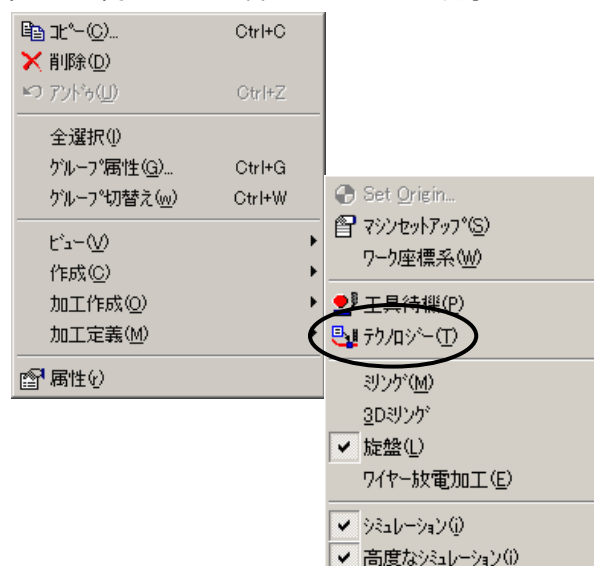 ｺﾋﾟｰ(C)... Ctrl+C
削除(D)
ｱﾝﾄﾞｩ(U) Ctrl+Z
全選択(I)
ｸﾞﾙｰﾌﾟ属性(G)... Ctrl+G
ｸﾞﾙｰﾌﾟ切替え(w) Ctrl+W
ﾋﾞｭｰ(V)
作成(C)
加工作成(O)
加工定義(M)
属性(r)
Set Origin...
ﾏｼﾝｾｯﾄｱｯﾌﾟ(S)
ﾜｰｸ座標系(W)
工具待機(P)
ﾃｸﾉﾛｼﾞｰ(T)
ﾐﾘﾝｸﾞ(M)
3Dﾐﾘﾝｸﾞ
旋盤(L)
ﾜｲﾔｰ放電加工(E)
ｼﾐｭﾚｰｼｮﾝ(i)
高度なｼﾐｭﾚｰｼｮﾝ(i)